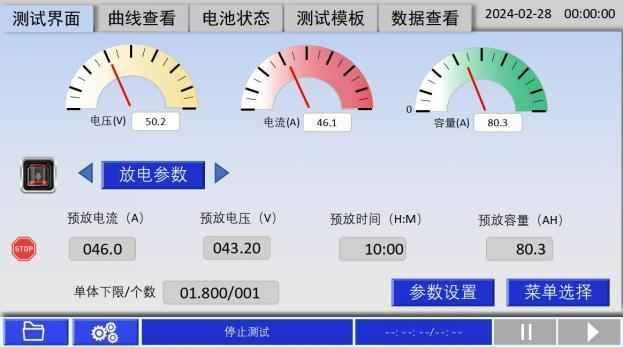 测试界面 曲线查看 电池状态 测试模板 数据查看 2024-02-28 00:00:00
电压(V) 50.2 电流(A) 46.1 0 容量(A) 80.3
放电参数
预放电流（A） 预放电压（V） 预放时间（H:M） 预放容量（AH）
STOP 046.0 043.20 10:00 80.3
单体下限/个数 01.800/001 参数设置 菜单选择
停止测试 --: --: --/--: --